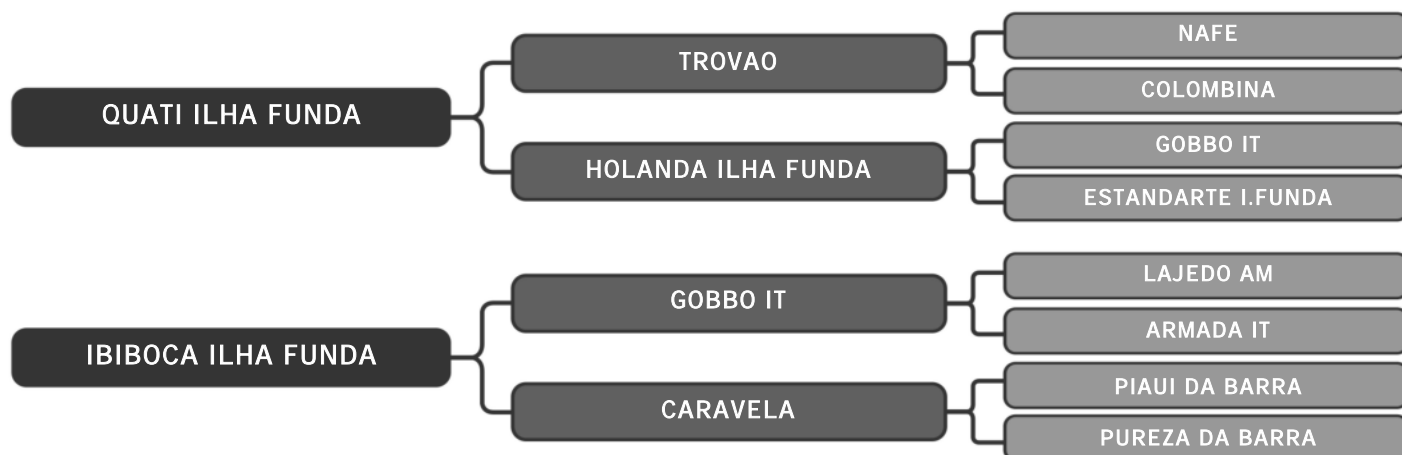 QUATI ILHA FUNDA
TROVAO
NAFE
COLOMBINA
HOLANDA ILHA FUNDA
GOBBO IT
ESTANDARTE I.FUNDA
IBIBOCA ILHA FUNDA
GOBBO IT
LAJEDO AM
ARMADA IT
CARAVELA
PIAUI DA BARRA
PUREZA DA BARRA